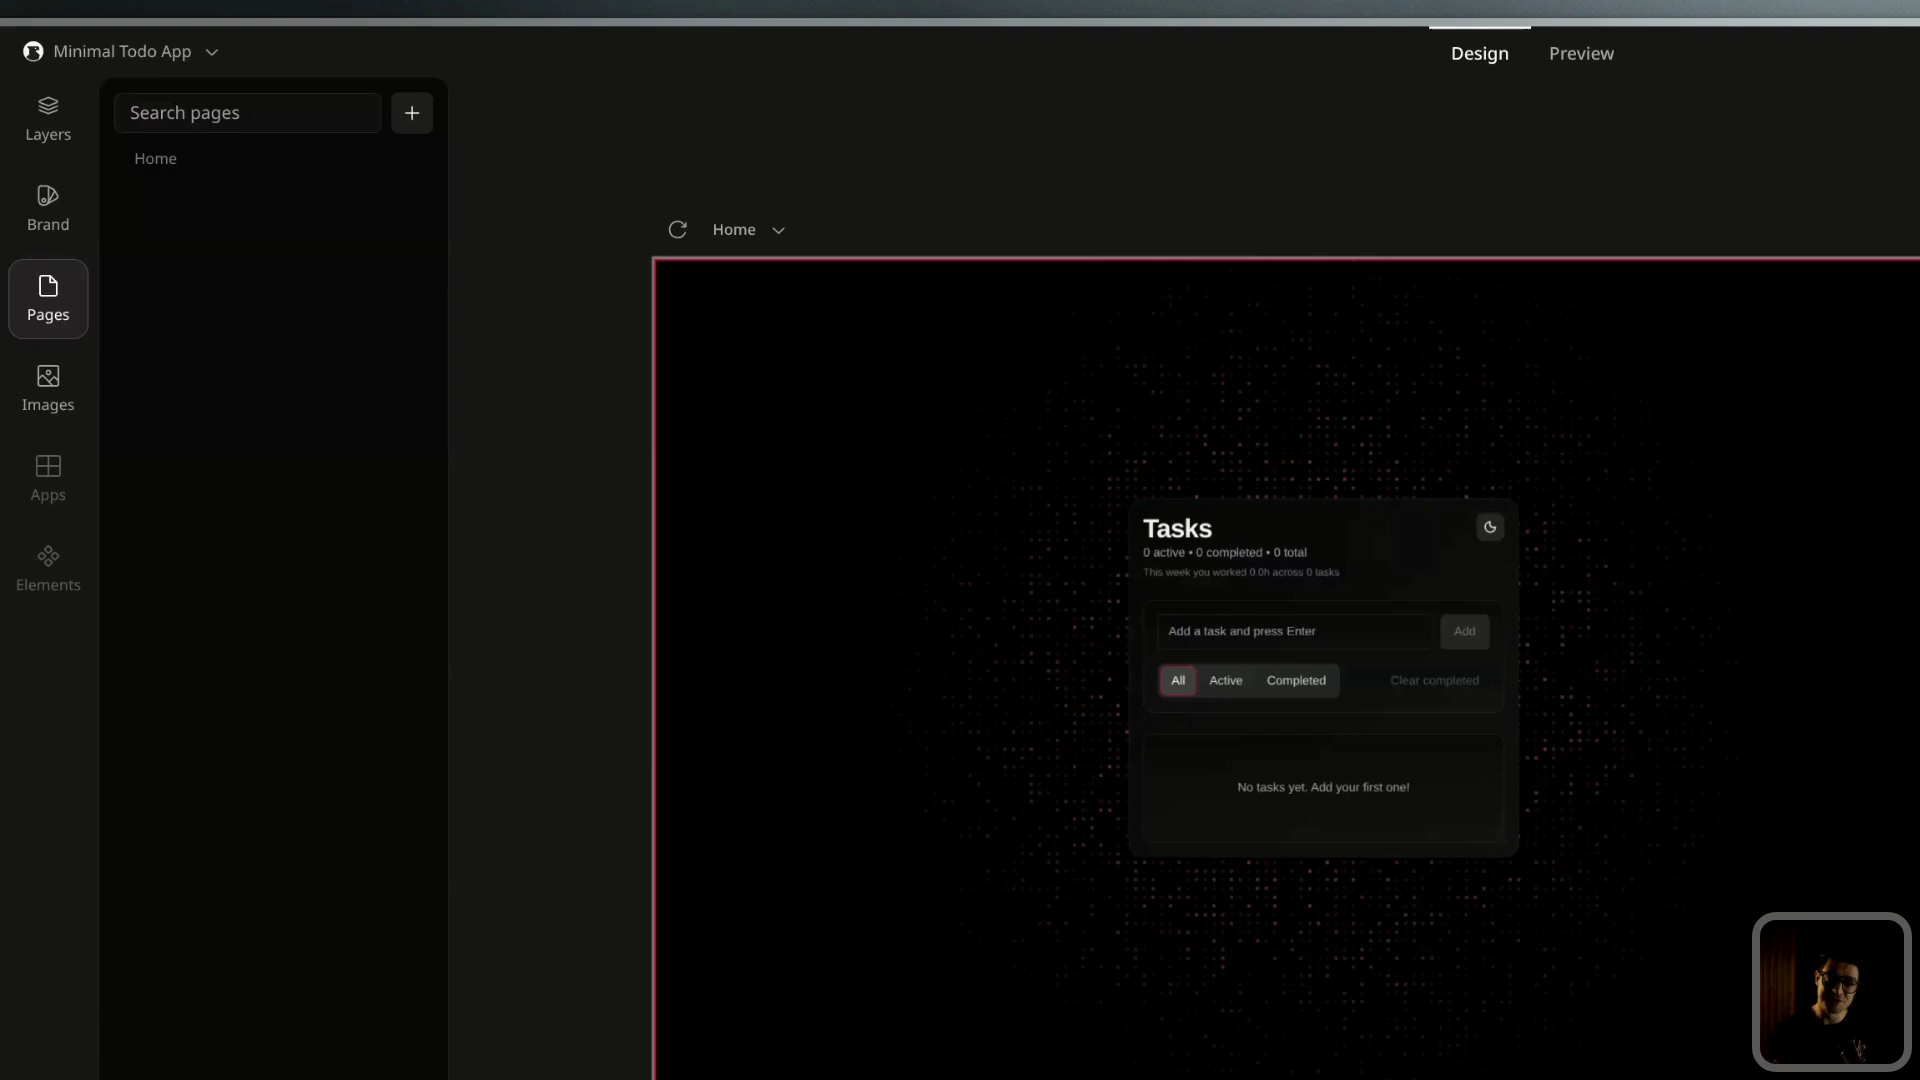 Minimal Todo App
Design
Preview
Layers
Brand
Pages
Images
Apps
Elements
Search pages
Home
Home
Tasks
0 active • 0 completed • 0 total
This week you worked 0.0h across 0 tasks
Add a task and press Enter
Add
All
Active
Completed
Clear completed
No tasks yet. Add your first one!